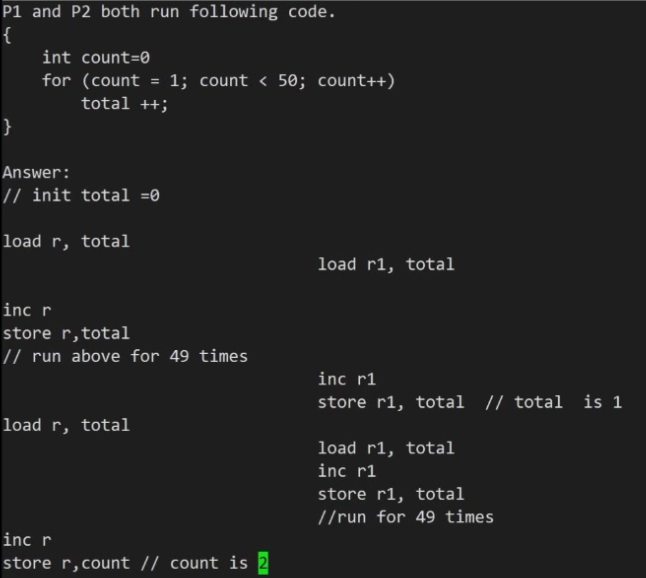 P1 and P2 both run following code.
{
    int count=0
    for (count = 1; count < 50; count++)
        total ++;
}
Answer:
// init total =0
load r, total
load r1, total
inc r
store r,total
// run above for 49 times
inc r1
store r1, total  // total  is 1
load r, total
load r1, total
inc r1
store r1, total
//run for 49 times
inc r
store r,count // count is 2